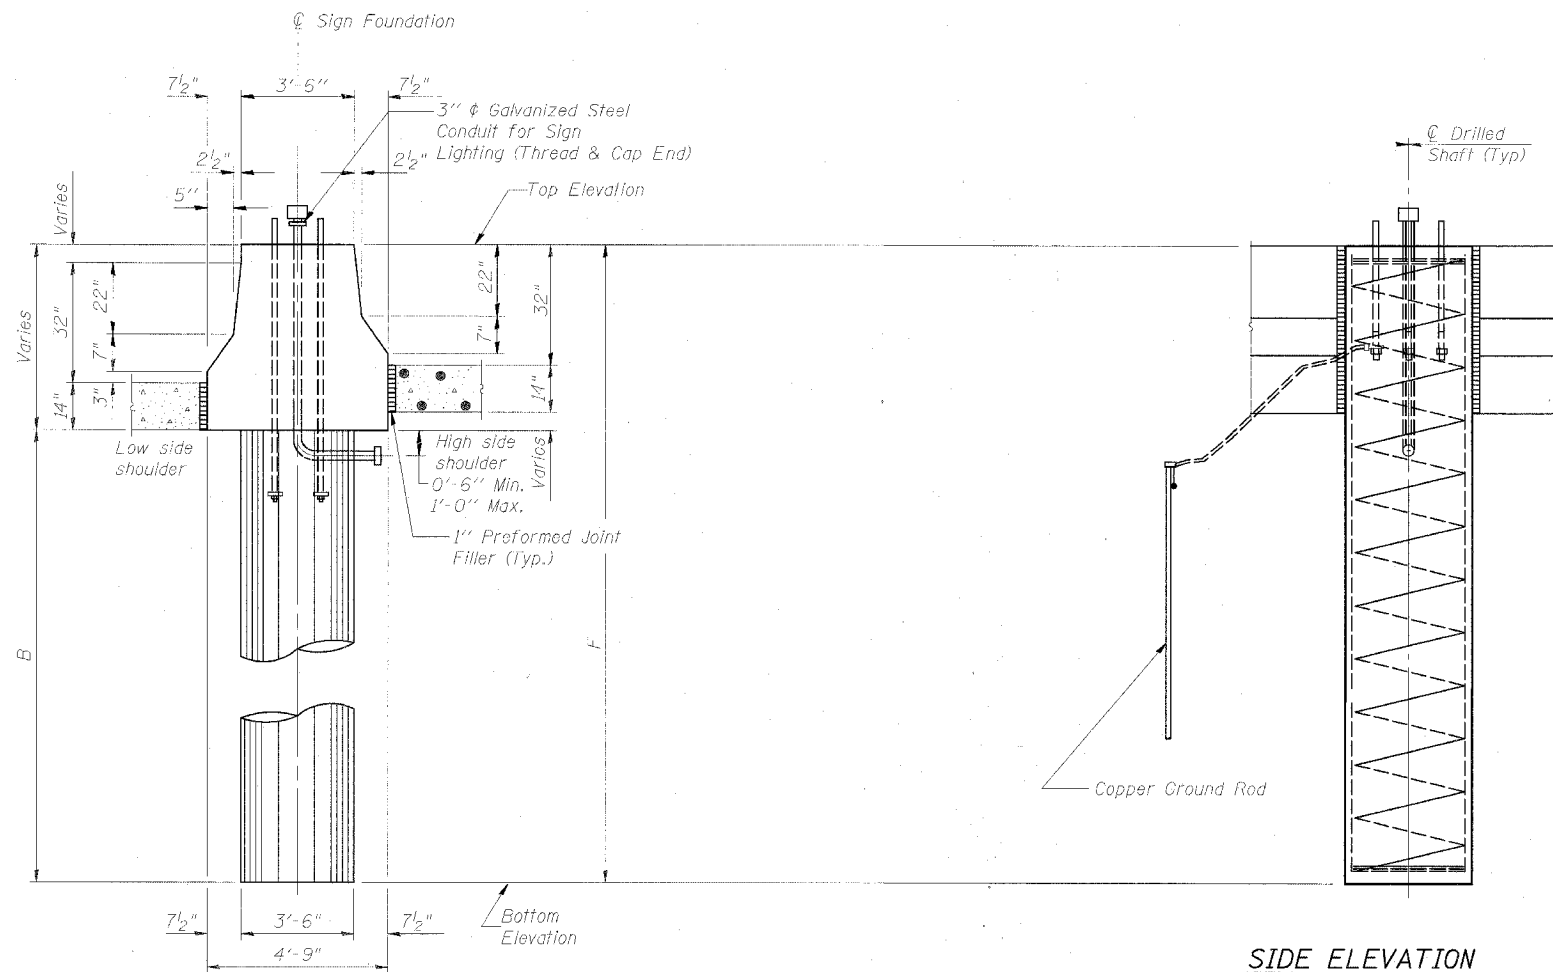 ℄ Sign Foundation
7½"
3'-6"
7½"
3" ϕ Galvanized Steel
Conduit for Sign
Lighting (Thread & Cap End)
2½"
2½"
5"
Varies
Top Elevation
22"
32"
7"
3"
14"
Varies
22"
32"
7"
14"
Varies
Low side
shoulder
High side
shoulder
0'-6" Min.
1'-0" Max.
1" Preformed Joint
Filler (Typ.)
B
F
7½"
3'-6"
7½"
4'-9"
Bottom
Elevation
℄ Drilled
Shaft (Typ)
Copper Ground Rod
SIDE ELEVATION